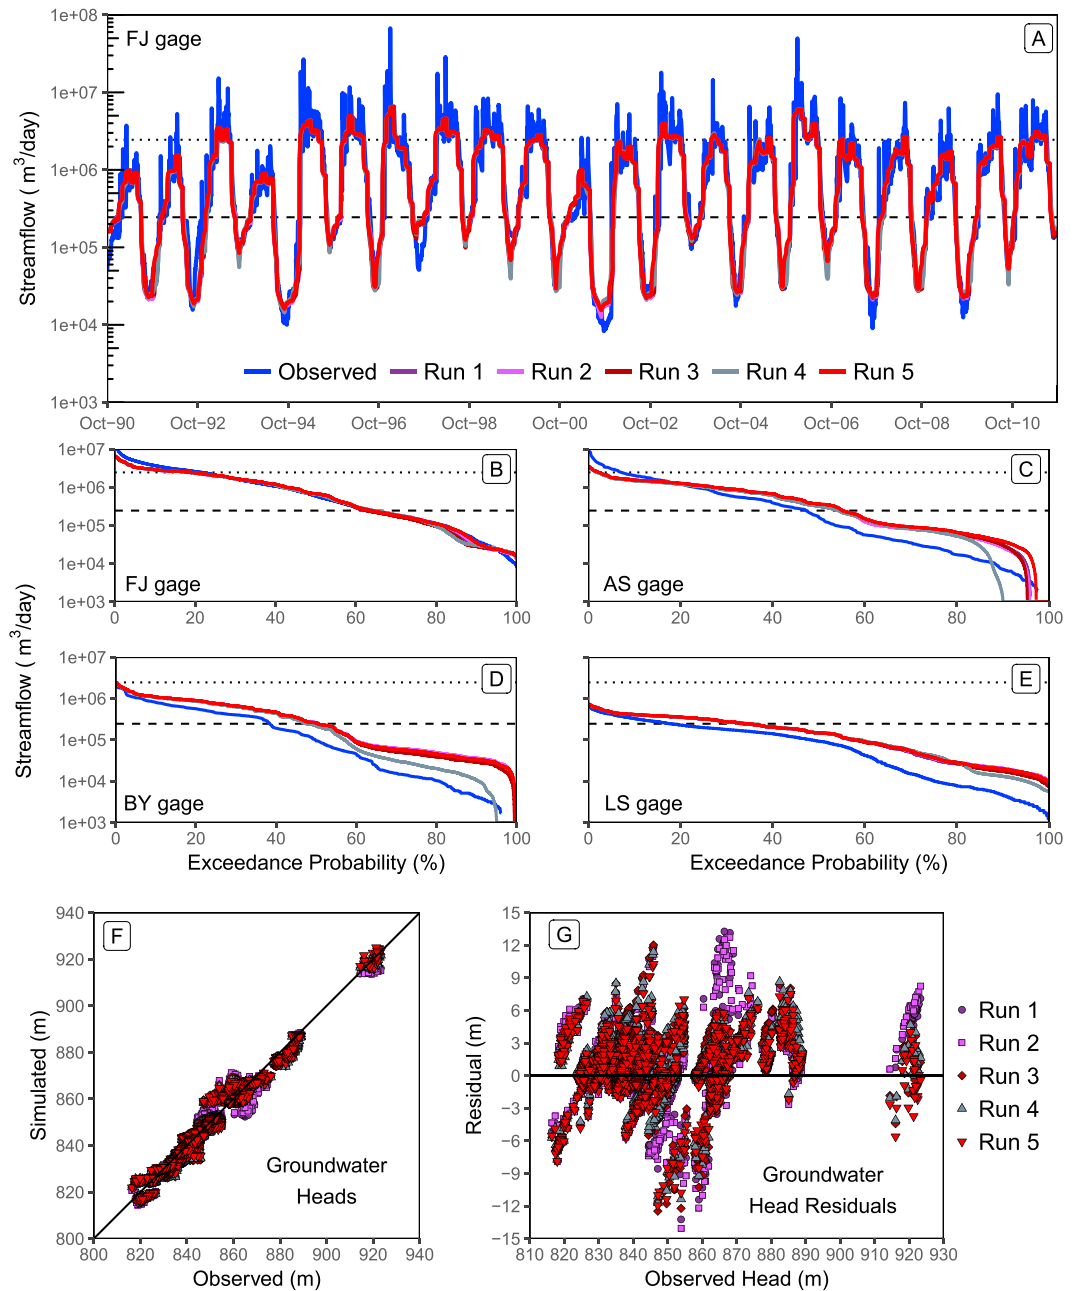 1e+08
FJ gage
A
1e+07
1e+06
1e+05
1e+04
1e+03
Streamflow ( m³/day)
Observed Run 1 Run 2 Run 3 Run 4 Run 5
Oct−90 Oct−92 Oct−94 Oct−96 Oct−98 Oct−00 Oct−02 Oct−04 Oct−06 Oct−08 Oct−10
1e+07
1e+06
1e+05
1e+04
1e+03
B
FJ gage
0 20 40 60 80 100
C
AS gage
0 20 40 60 80 100
Streamflow ( m³/day)
1e+07
1e+06
1e+05
1e+04
1e+03
D
BY gage
0 20 40 60 80 100
Exceedance Probability (%)
E
LS gage
0 20 40 60 80 100
Exceedance Probability (%)
F
940
920
900
880
860
840
820
800
Simulated (m)
Groundwater
Heads
800 820 840 860 880 900 920 940
Observed (m)
G
15
12
9
6
3
0
−3
−6
−9
−12
−15
Residual (m)
Groundwater
Head Residuals
810 820 830 840 850 860 870 880 890 900 910 920 930
Observed Head (m)
Run 1
Run 2
Run 3
Run 4
Run 5